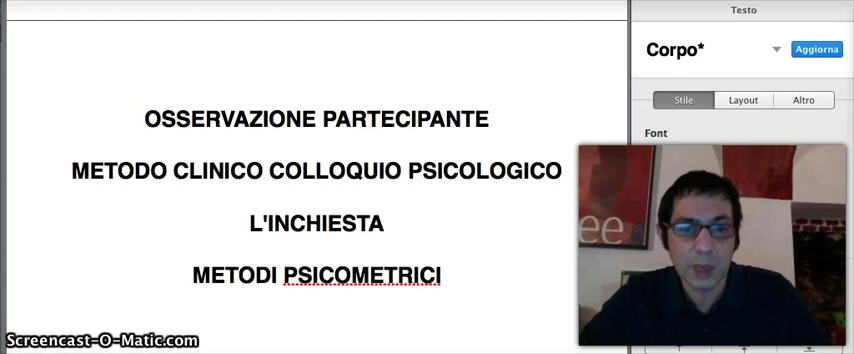 Testo
Corpo*
Aggiorna
Stile
Layout
Altro
Font
OSSERVAZIONE PARTECIPANTE
METODO CLINICO COLLOQUIO PSICOLOGICO
L'INCHIESTA
METODI PSICOMETRICI
ee
Screencast-O-Matic.com